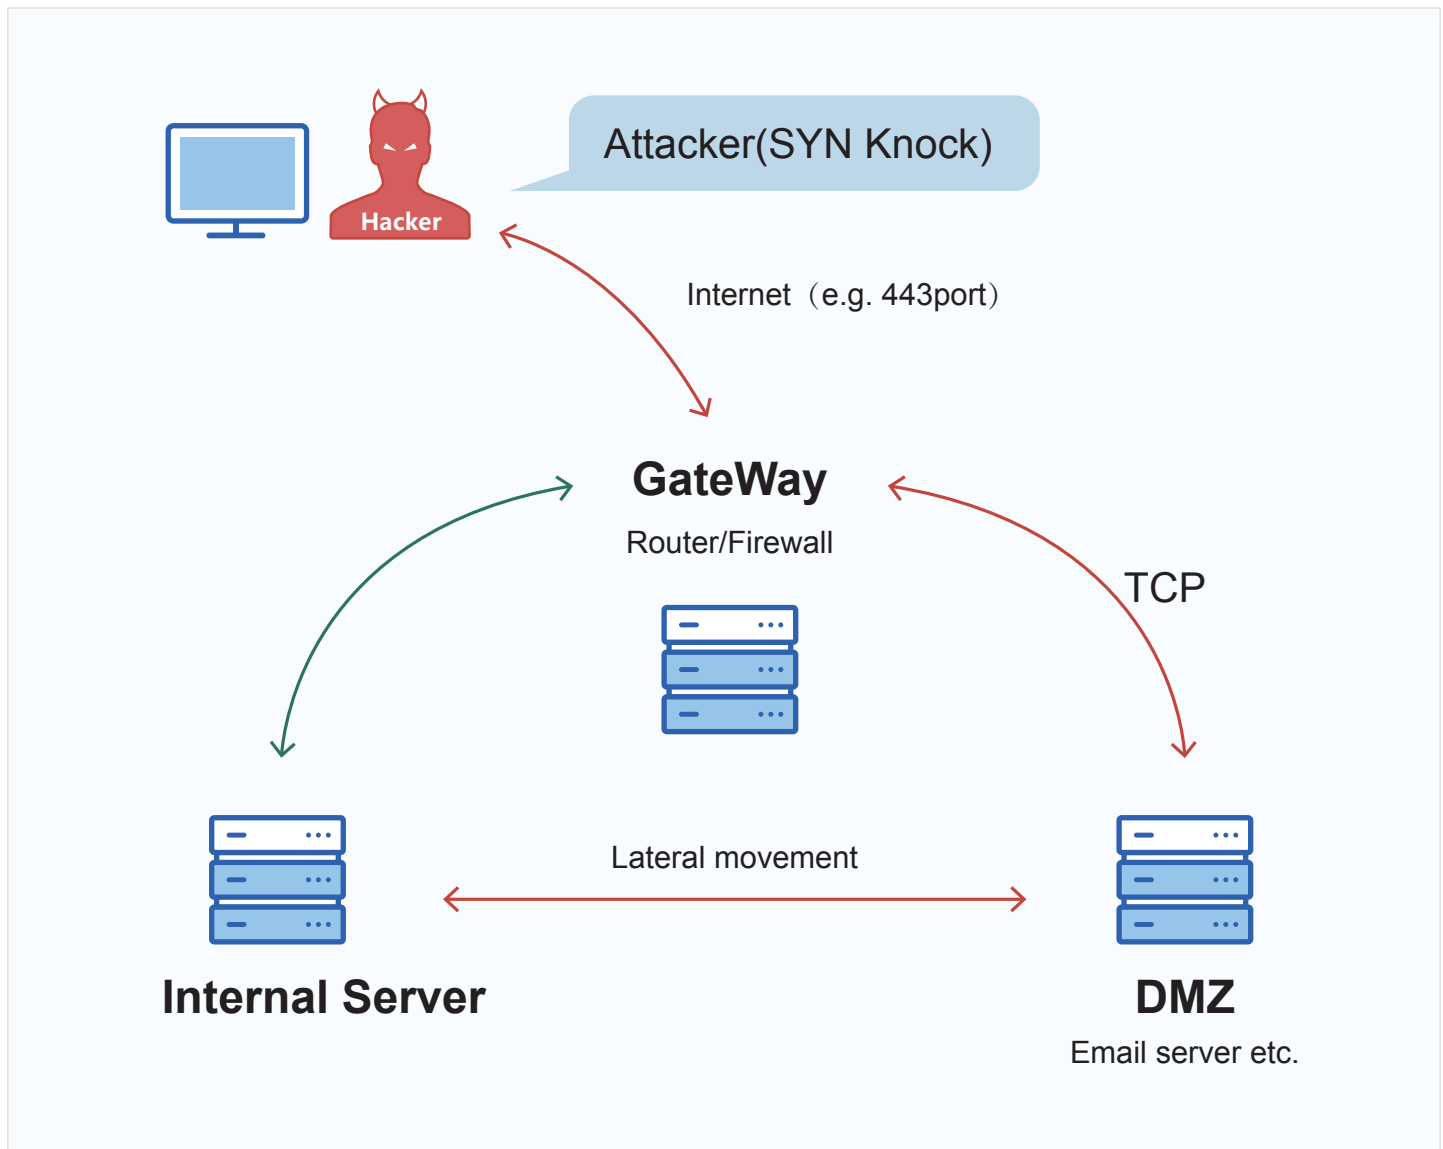 Attacker(SYN Knock)
Hacker
Internet（e.g. 443port）
GateWay
Router/Firewall
TCP
Lateral movement
Internal Server
DMZ
Email server etc.